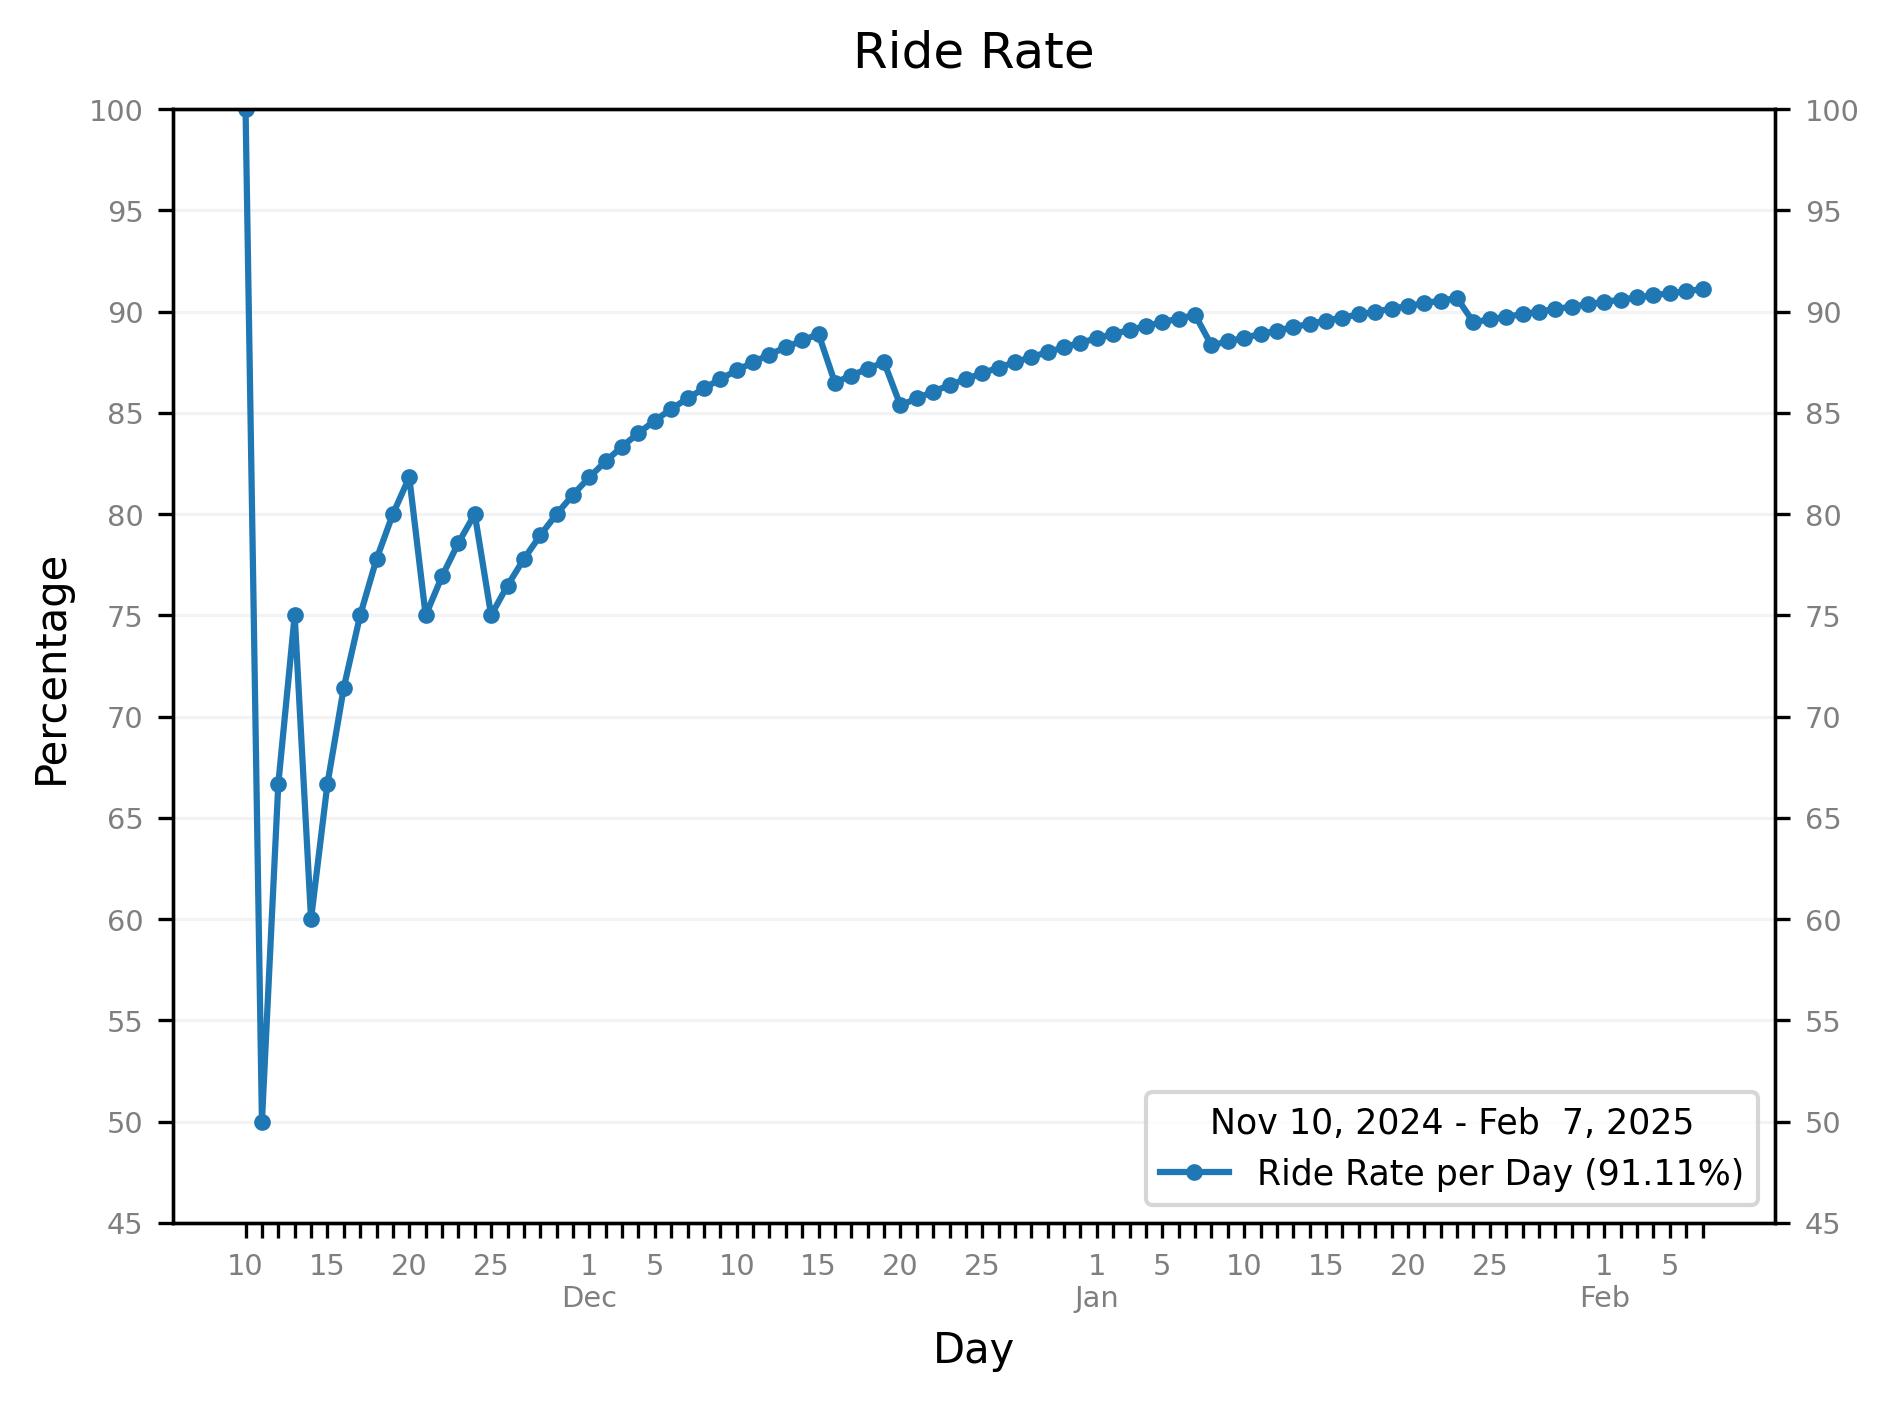 Ride Rate
100 100
95 95
90 90
85 85
80 80
75 75
70 70
65 65
60 60
55 55
50 50
45 45
Percentage
Nov 10, 2024 - Feb  7, 2025
Ride Rate per Day (91.11%)
10 15 20 25 1 5 10 15 20 25 1 5 10 15 20 25 1 5
Dec Jan Feb
Day